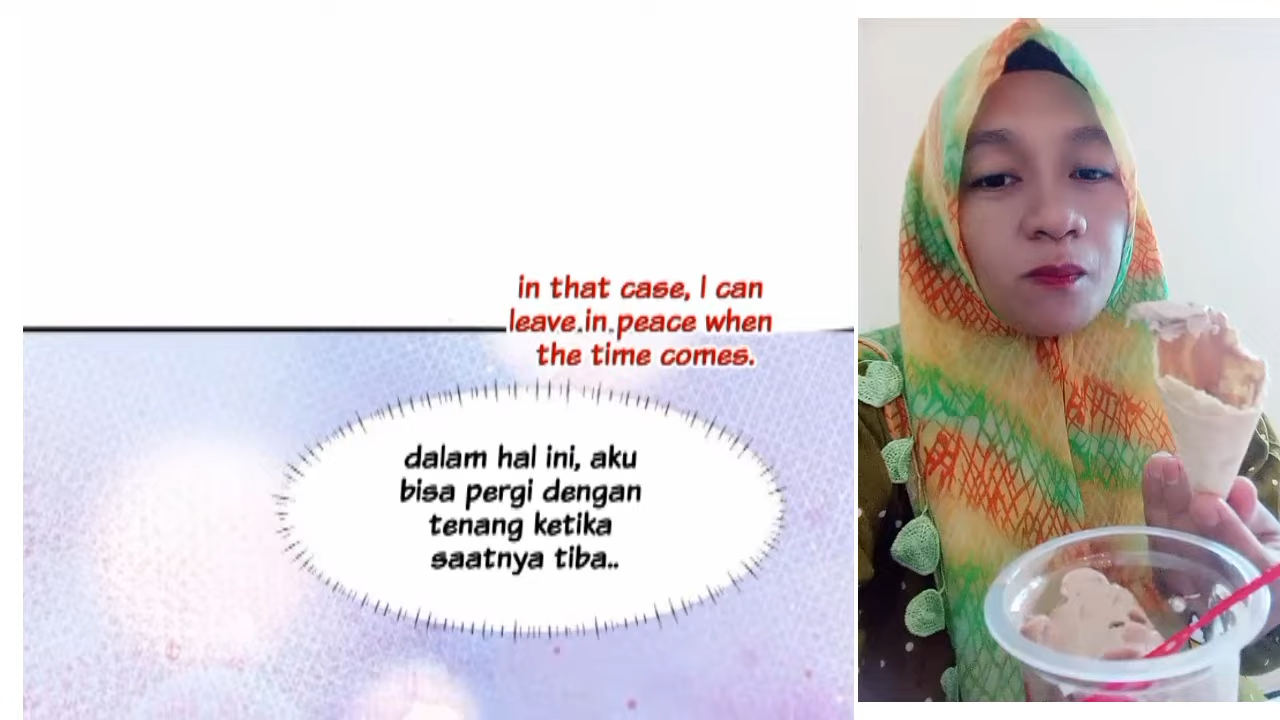 in that case, I can
leave in peace when
the time comes.
dalam hal ini, aku
bisa pergi dengan
tenang ketika
saatnya tiba..